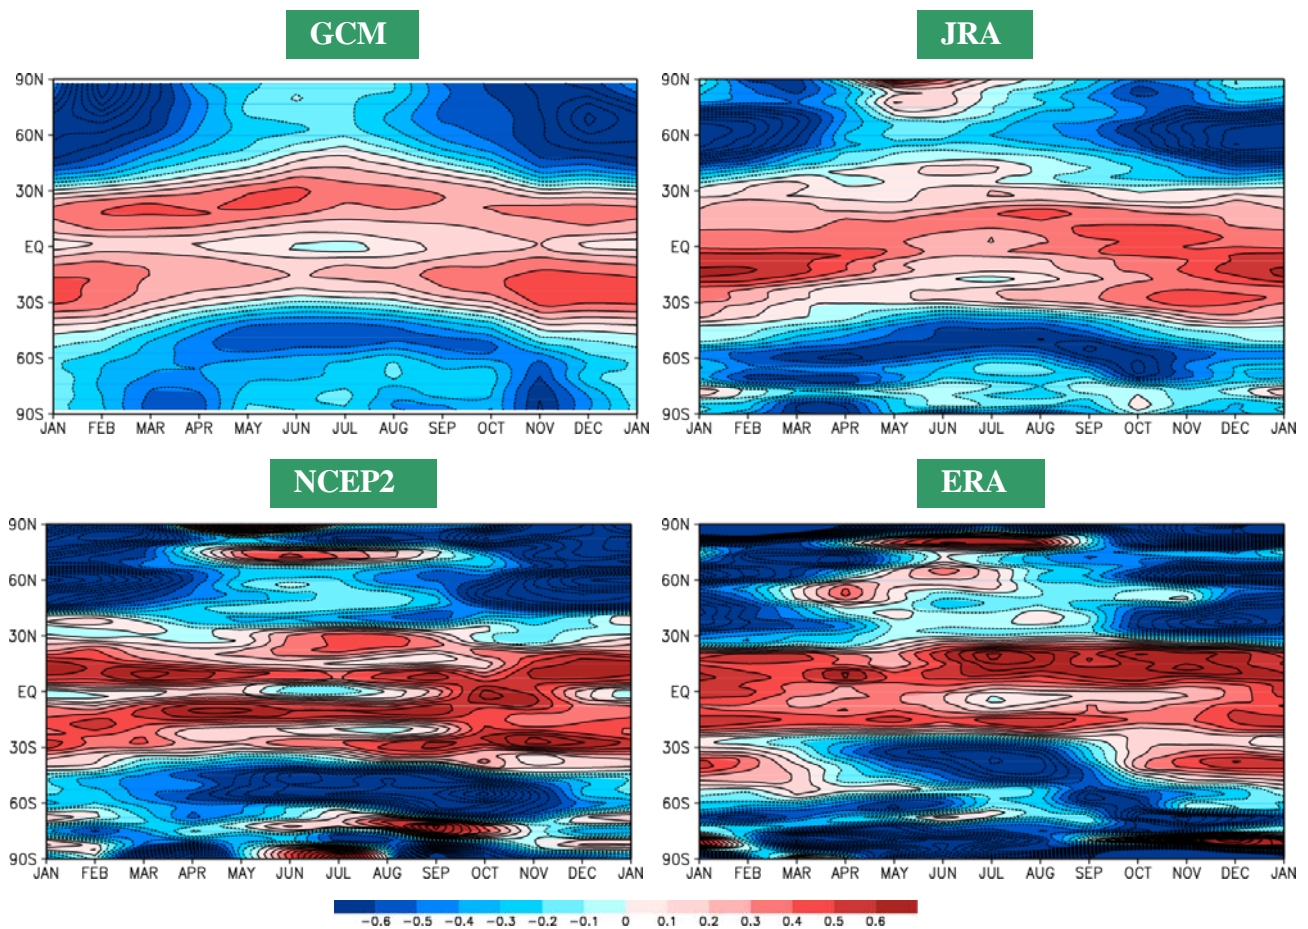 GCM
JRA
90N
60N
30N
EQ
30S
60S
90S
JAN FEB MAR APR MAY JUN JUL AUG SEP OCT NOV DEC JAN
90N
60N
30N
EQ
30S
60S
90S
JAN FEB MAR APR MAY JUN JUL AUG SEP OCT NOV DEC JAN
NCEP2
ERA
90N
60N
30N
EQ
30S
60S
90S
JAN FEB MAR APR MAY JUN JUL AUG SEP OCT NOV DEC JAN
90N
60N
30N
EQ
30S
60S
90S
JAN FEB MAR APR MAY JUN JUL AUG SEP OCT NOV DEC JAN
-0.6 -0.5 -0.4 -0.3 -0.2 -0.1 0 0.1 0.2 0.3 0.4 0.5 0.6